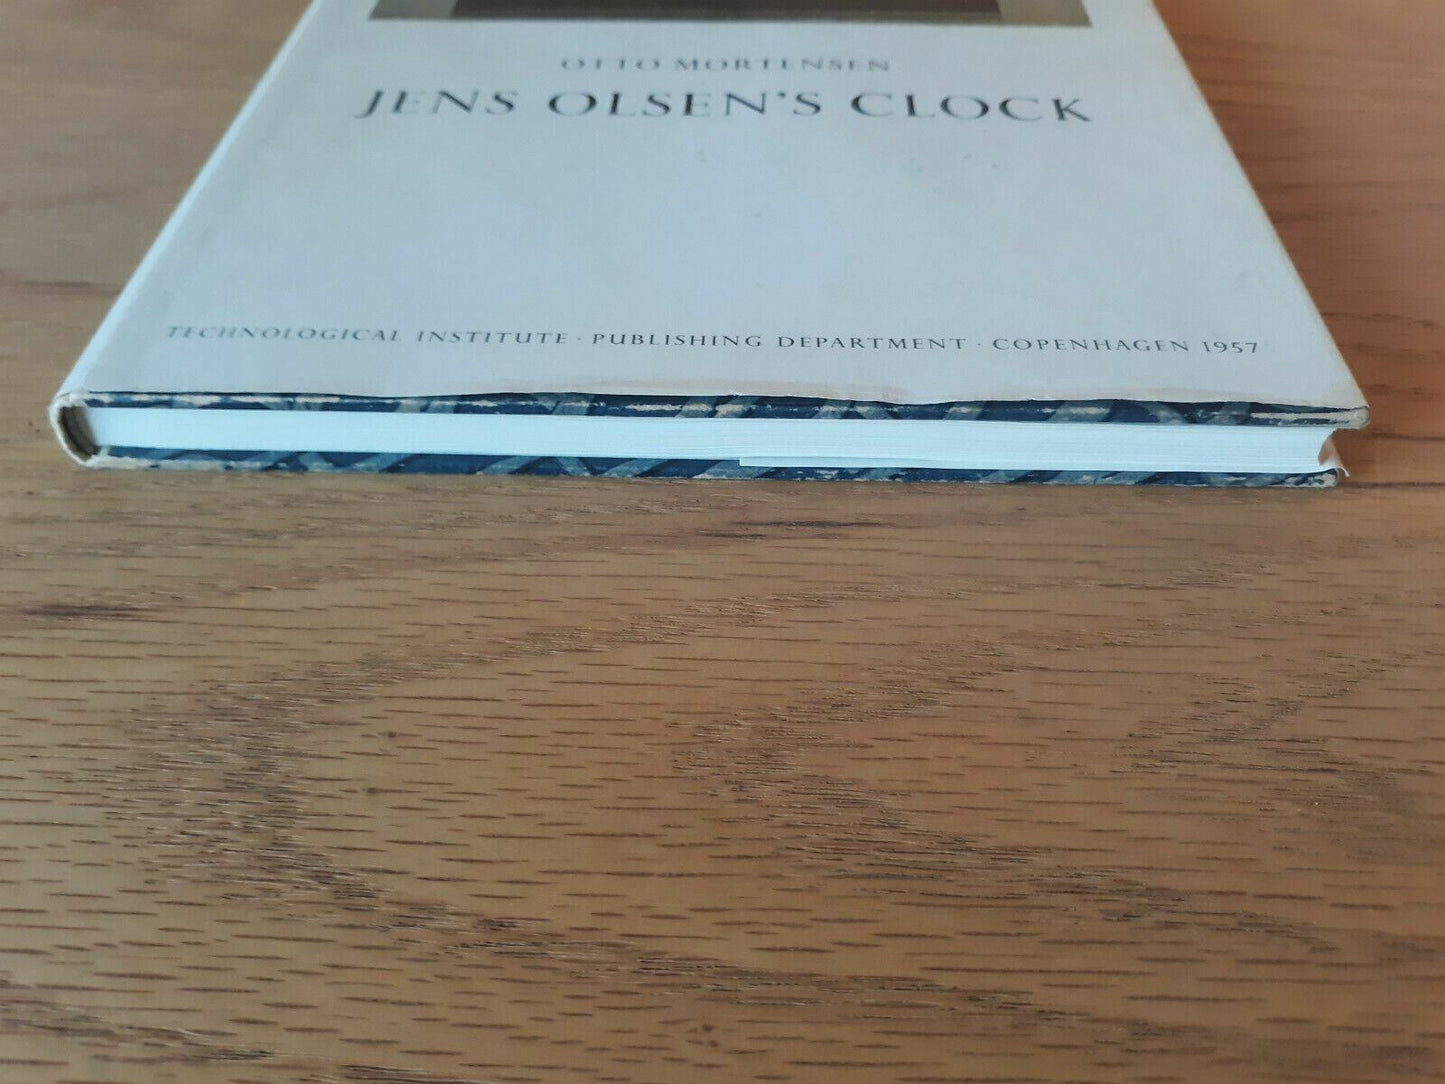 OTTO MORTENSEN
JENS OLSEN'S CLOCK
TECHNOLOGICAL INSTITUTE · PUBLISHING DEPARTMENT · COPENHAGEN 1957